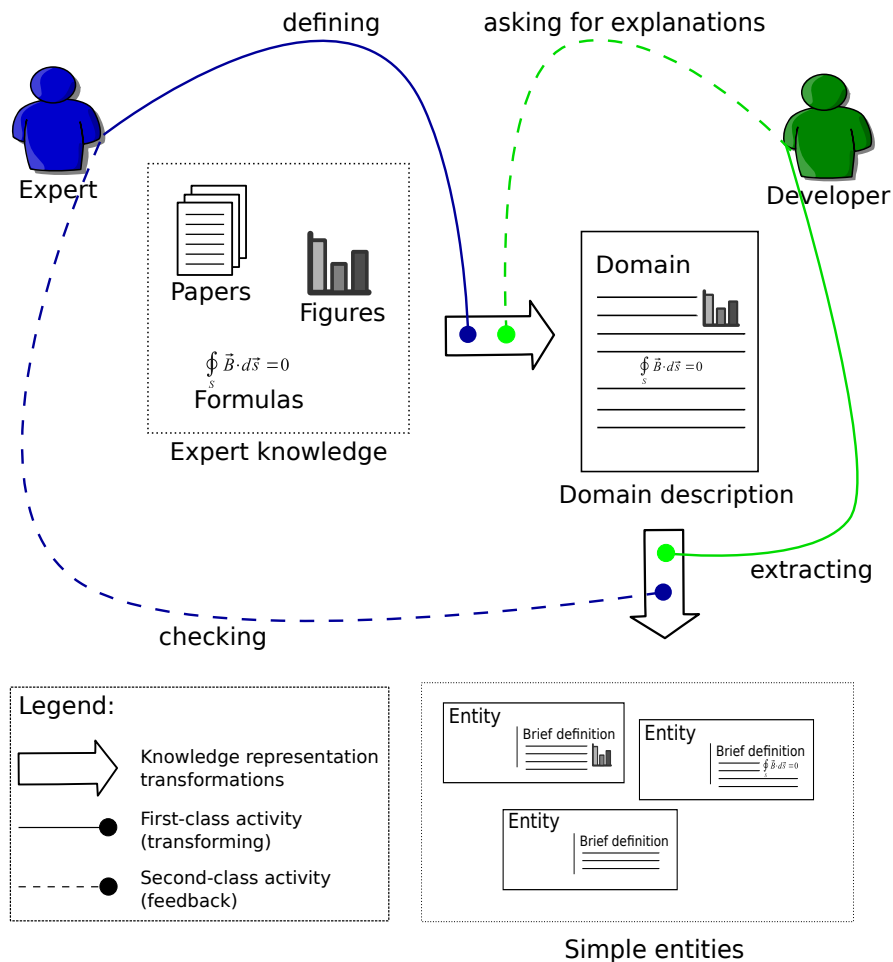 defining
asking for explanations
Expert
Developer
Papers
Figures
∮ B⃗·ds⃗ =0
S
Formulas
Expert knowledge
Domain
∮ B⃗·ds⃗ =0
S
Domain description
extracting
checking
Legend:
Knowledge representation
transformations
First-class activity
(transforming)
Second-class activity
(feedback)
Entity
Brief definition
Entity
Brief definition
∮ B⃗·ds⃗ =0
S
Entity
Brief definition
Simple entities